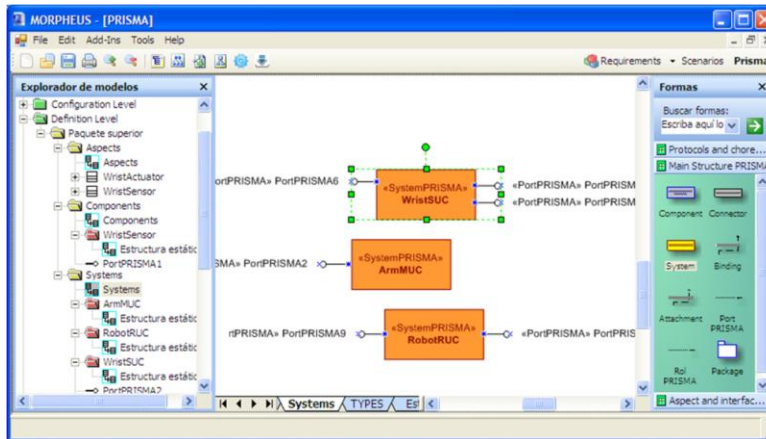 MORPHEUS - [PRISMA]
File Edit Add-Ins Tools Help
Requirements Scenarios Prisma
Explorador de modelos
Configuration Level
Definition Level
Paquete superior
Aspects
Aspects
WristActuator
WristSensor
Components
Components
WristSensor
Estructura estátic
PortPRISMA1
Systems
Systems
ArmMUC
Estructura estátic
RobotRUC
Estructura estátic
WristSUC
Estructura estátic
PortPRISMA2
ortPRISMA» PortPRISMA6
«SystemPRISMA»
WristSUC
«PortPRISMA» PortPRISM
«PortPRISMA» PortPRISM
SMA» PortPRISMA2
«SystemPRISMA»
ArmMUC
rtPRISMA» PortPRISMA9
«SystemPRISMA»
RobotRUC
«PortPRISMA» PortPRIS
Systems TYPES Es
Formas
Buscar formas:
Escriba aquí lo
Protocols and chore...
Main Structure PRISM
Component Connector
System Binding
Attachment Port PRISMA
Rol PRISMA Package
Aspect and interfac...